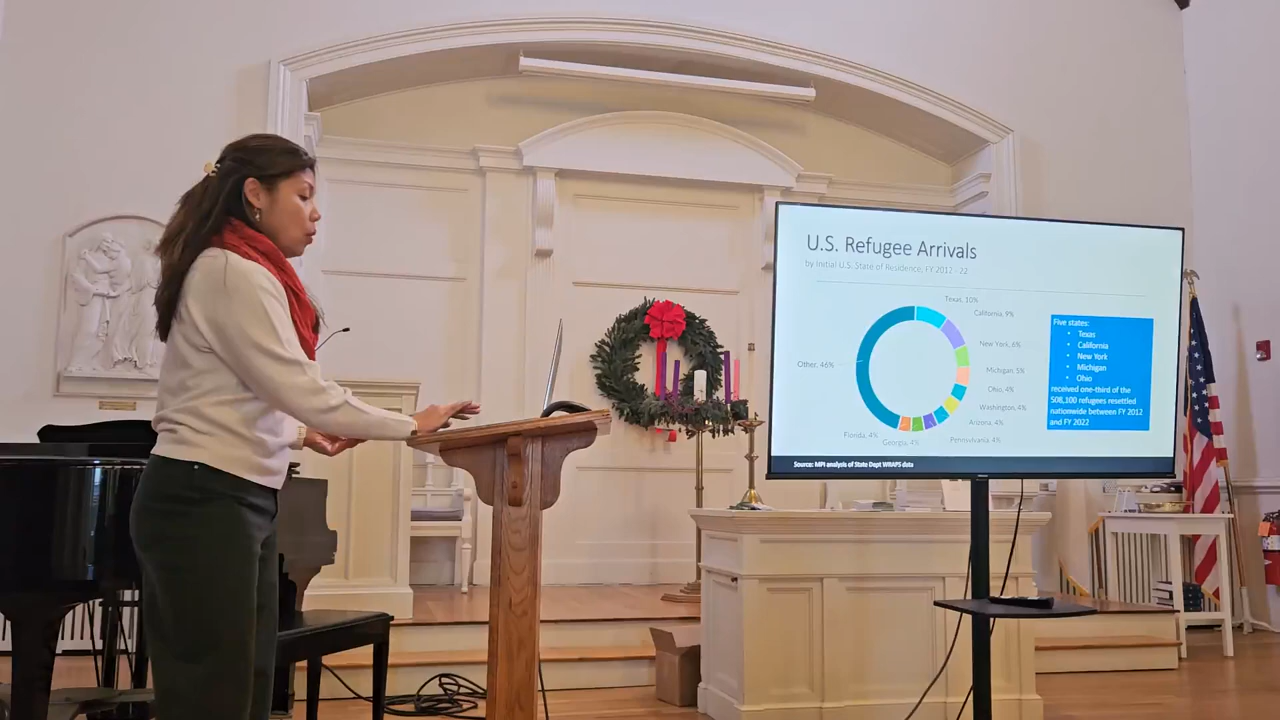 U.S. Refugee Arrivals
by Initial U.S. State of Residence, FY 2012 - 22
Texas, 10%
California, 9%
New York, 6%
Michigan, 5%
Ohio, 4%
Washington, 4%
Arizona, 4%
Pennsylvania, 4%
Georgia, 4%
Florida, 4%
Other, 46%
Five states:
• Texas
• California
• New York
• Michigan
• Ohio
received one-third of the
508,100 refugees resettled
nationwide between FY 2012
and FY 2022
Source: MPI analysis of State Dept WRAPS data